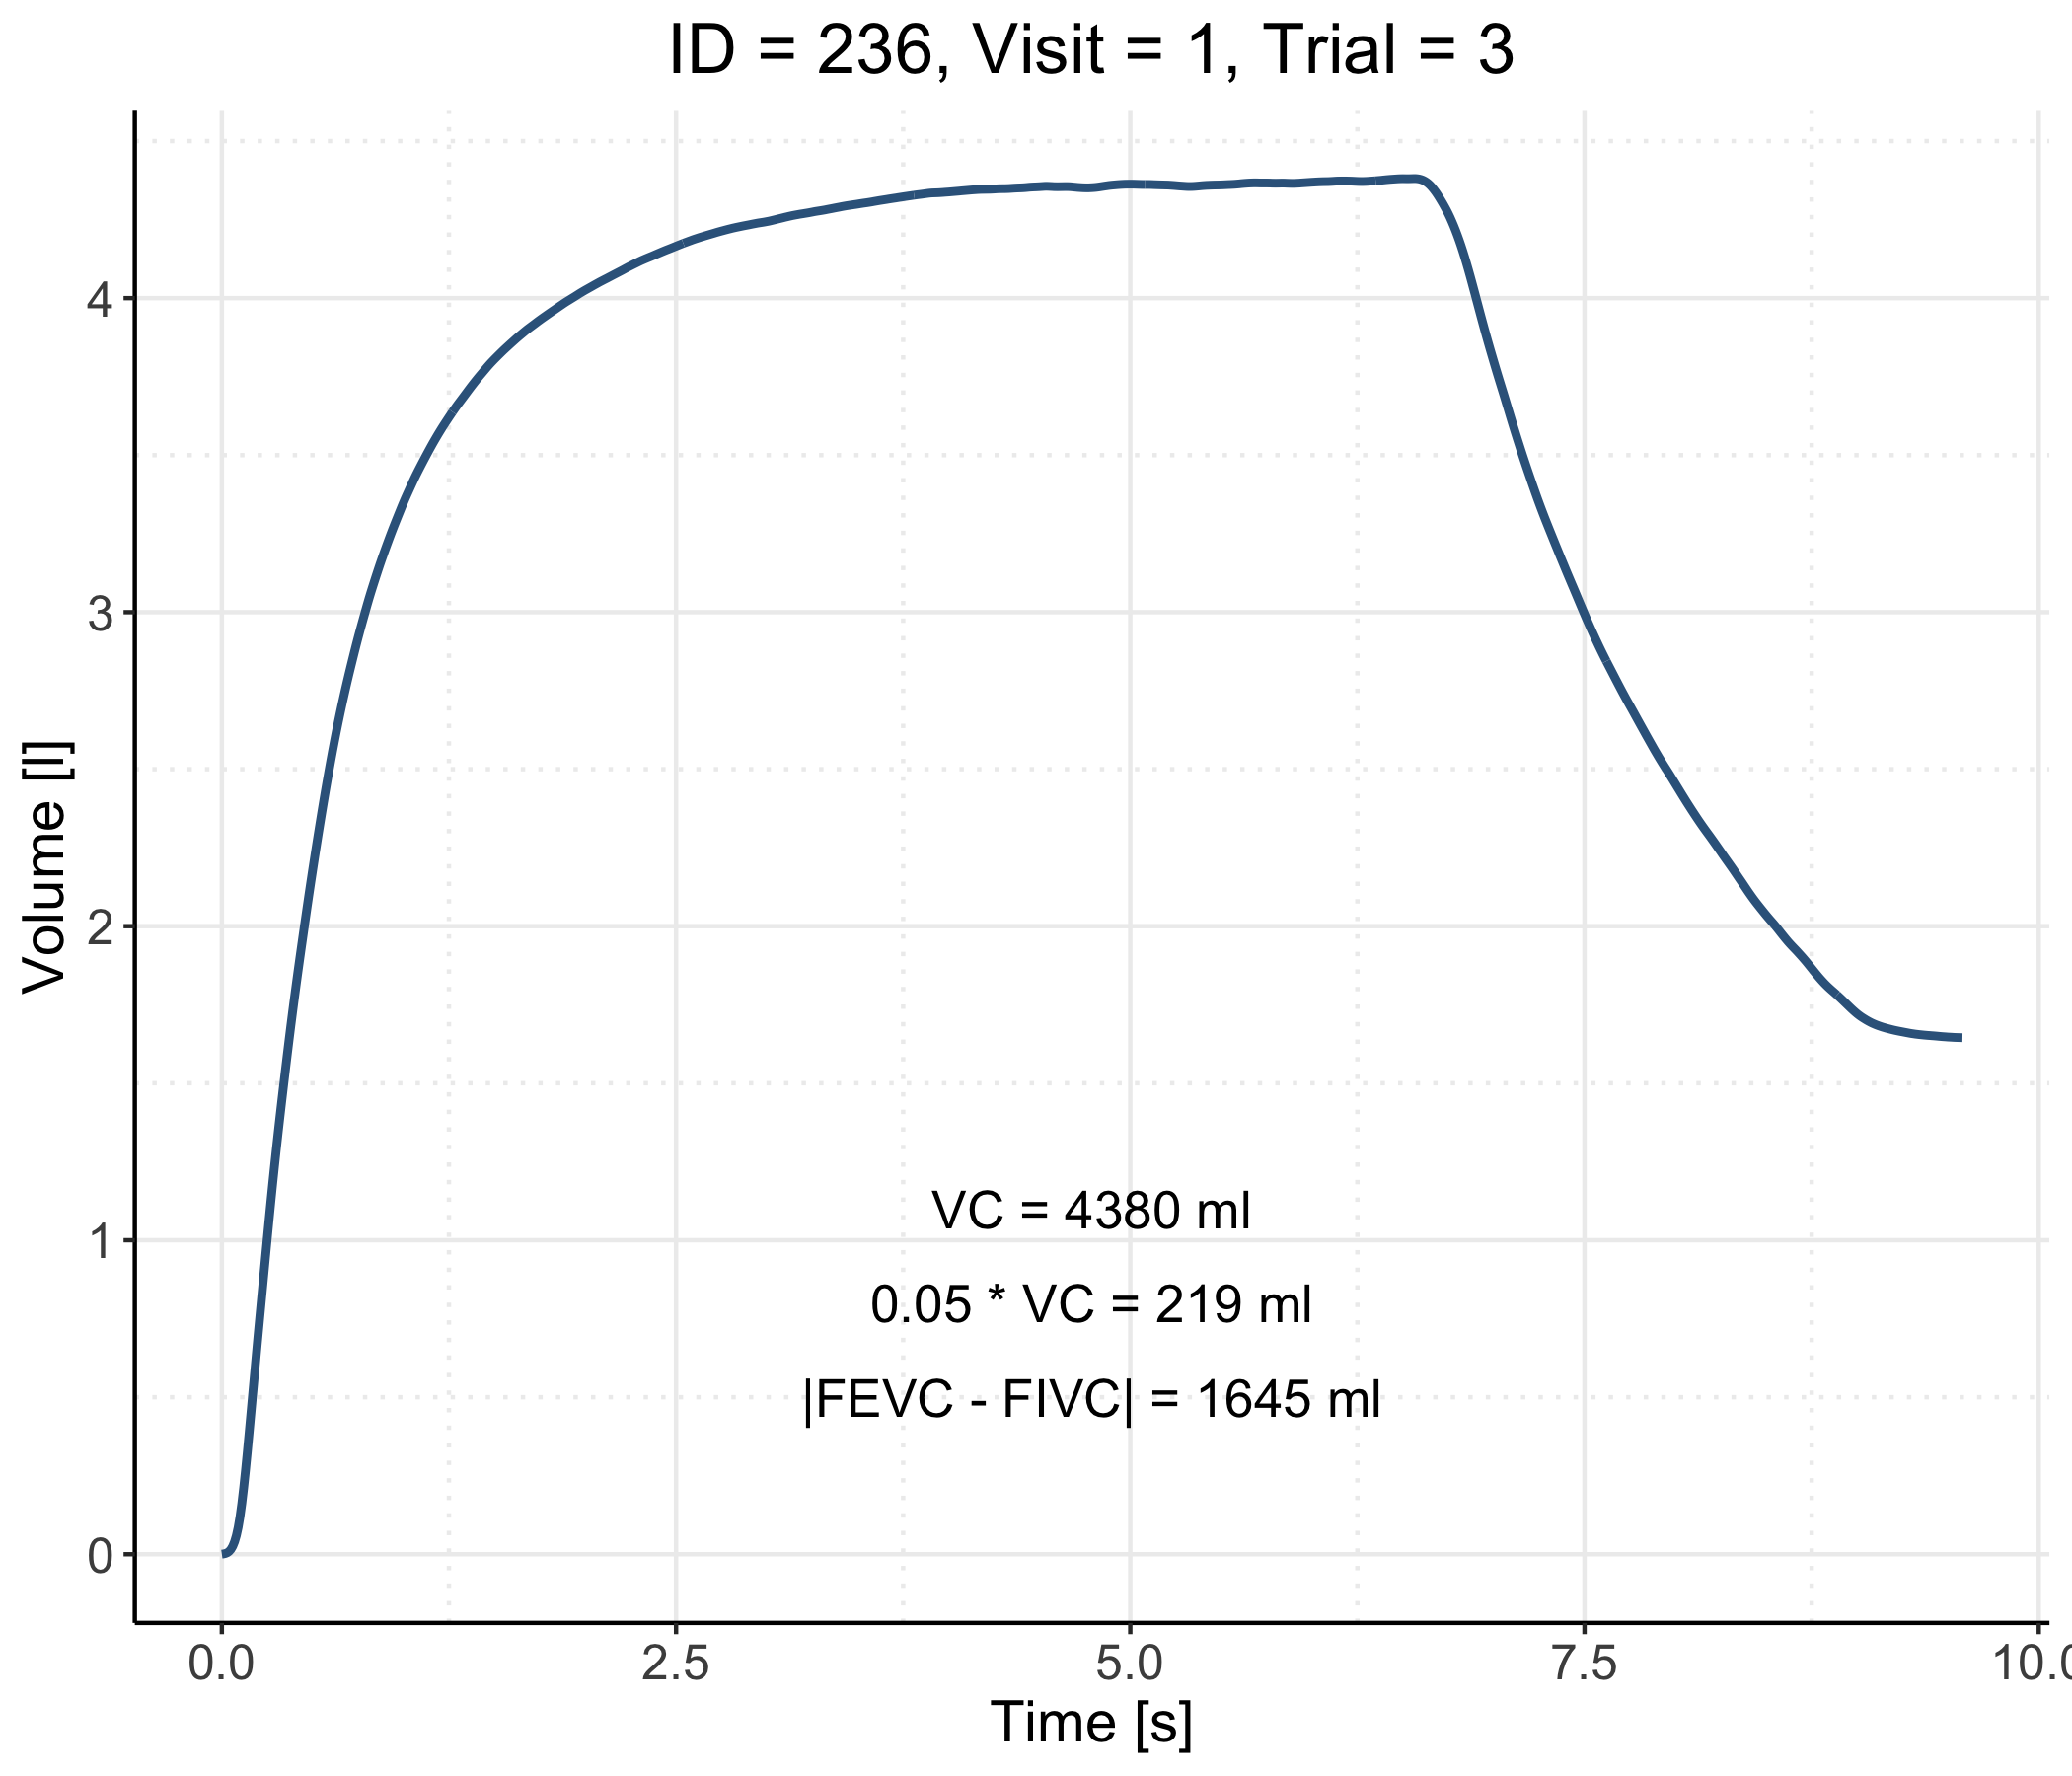 ID = 236, Visit = 1, Trial = 3
Volume [l]
4
3
2
1
0
VC = 4380 ml
0.05 * VC = 219 ml
|FEVC - FIVC| = 1645 ml
0.0 2.5 5.0 7.5 10.0
Time [s]